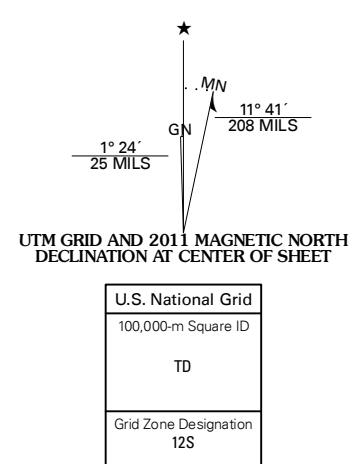 MN
11° 41´
208 MILS
GN
1° 24´
25 MILS
UTM GRID AND 2011 MAGNETIC NORTH
DECLINATION AT CENTER OF SHEET
U.S. National Grid
100,000-m Square ID
TD
Grid Zone Designation
12S